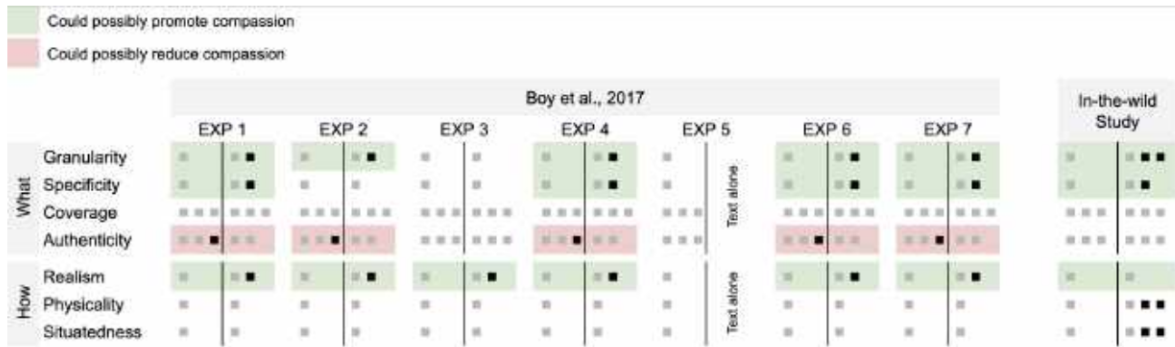 Could possibly promote compassion
Could possibly reduce compassion
Boy et al., 2017
In-the-wild
Study
EXP 1 EXP 2 EXP 3 EXP 4 EXP 5 EXP 6 EXP 7
What
Granularity
Specificity
Coverage
Authenticity
Text alone
How
Realism
Physicality
Situatedness
Text alone